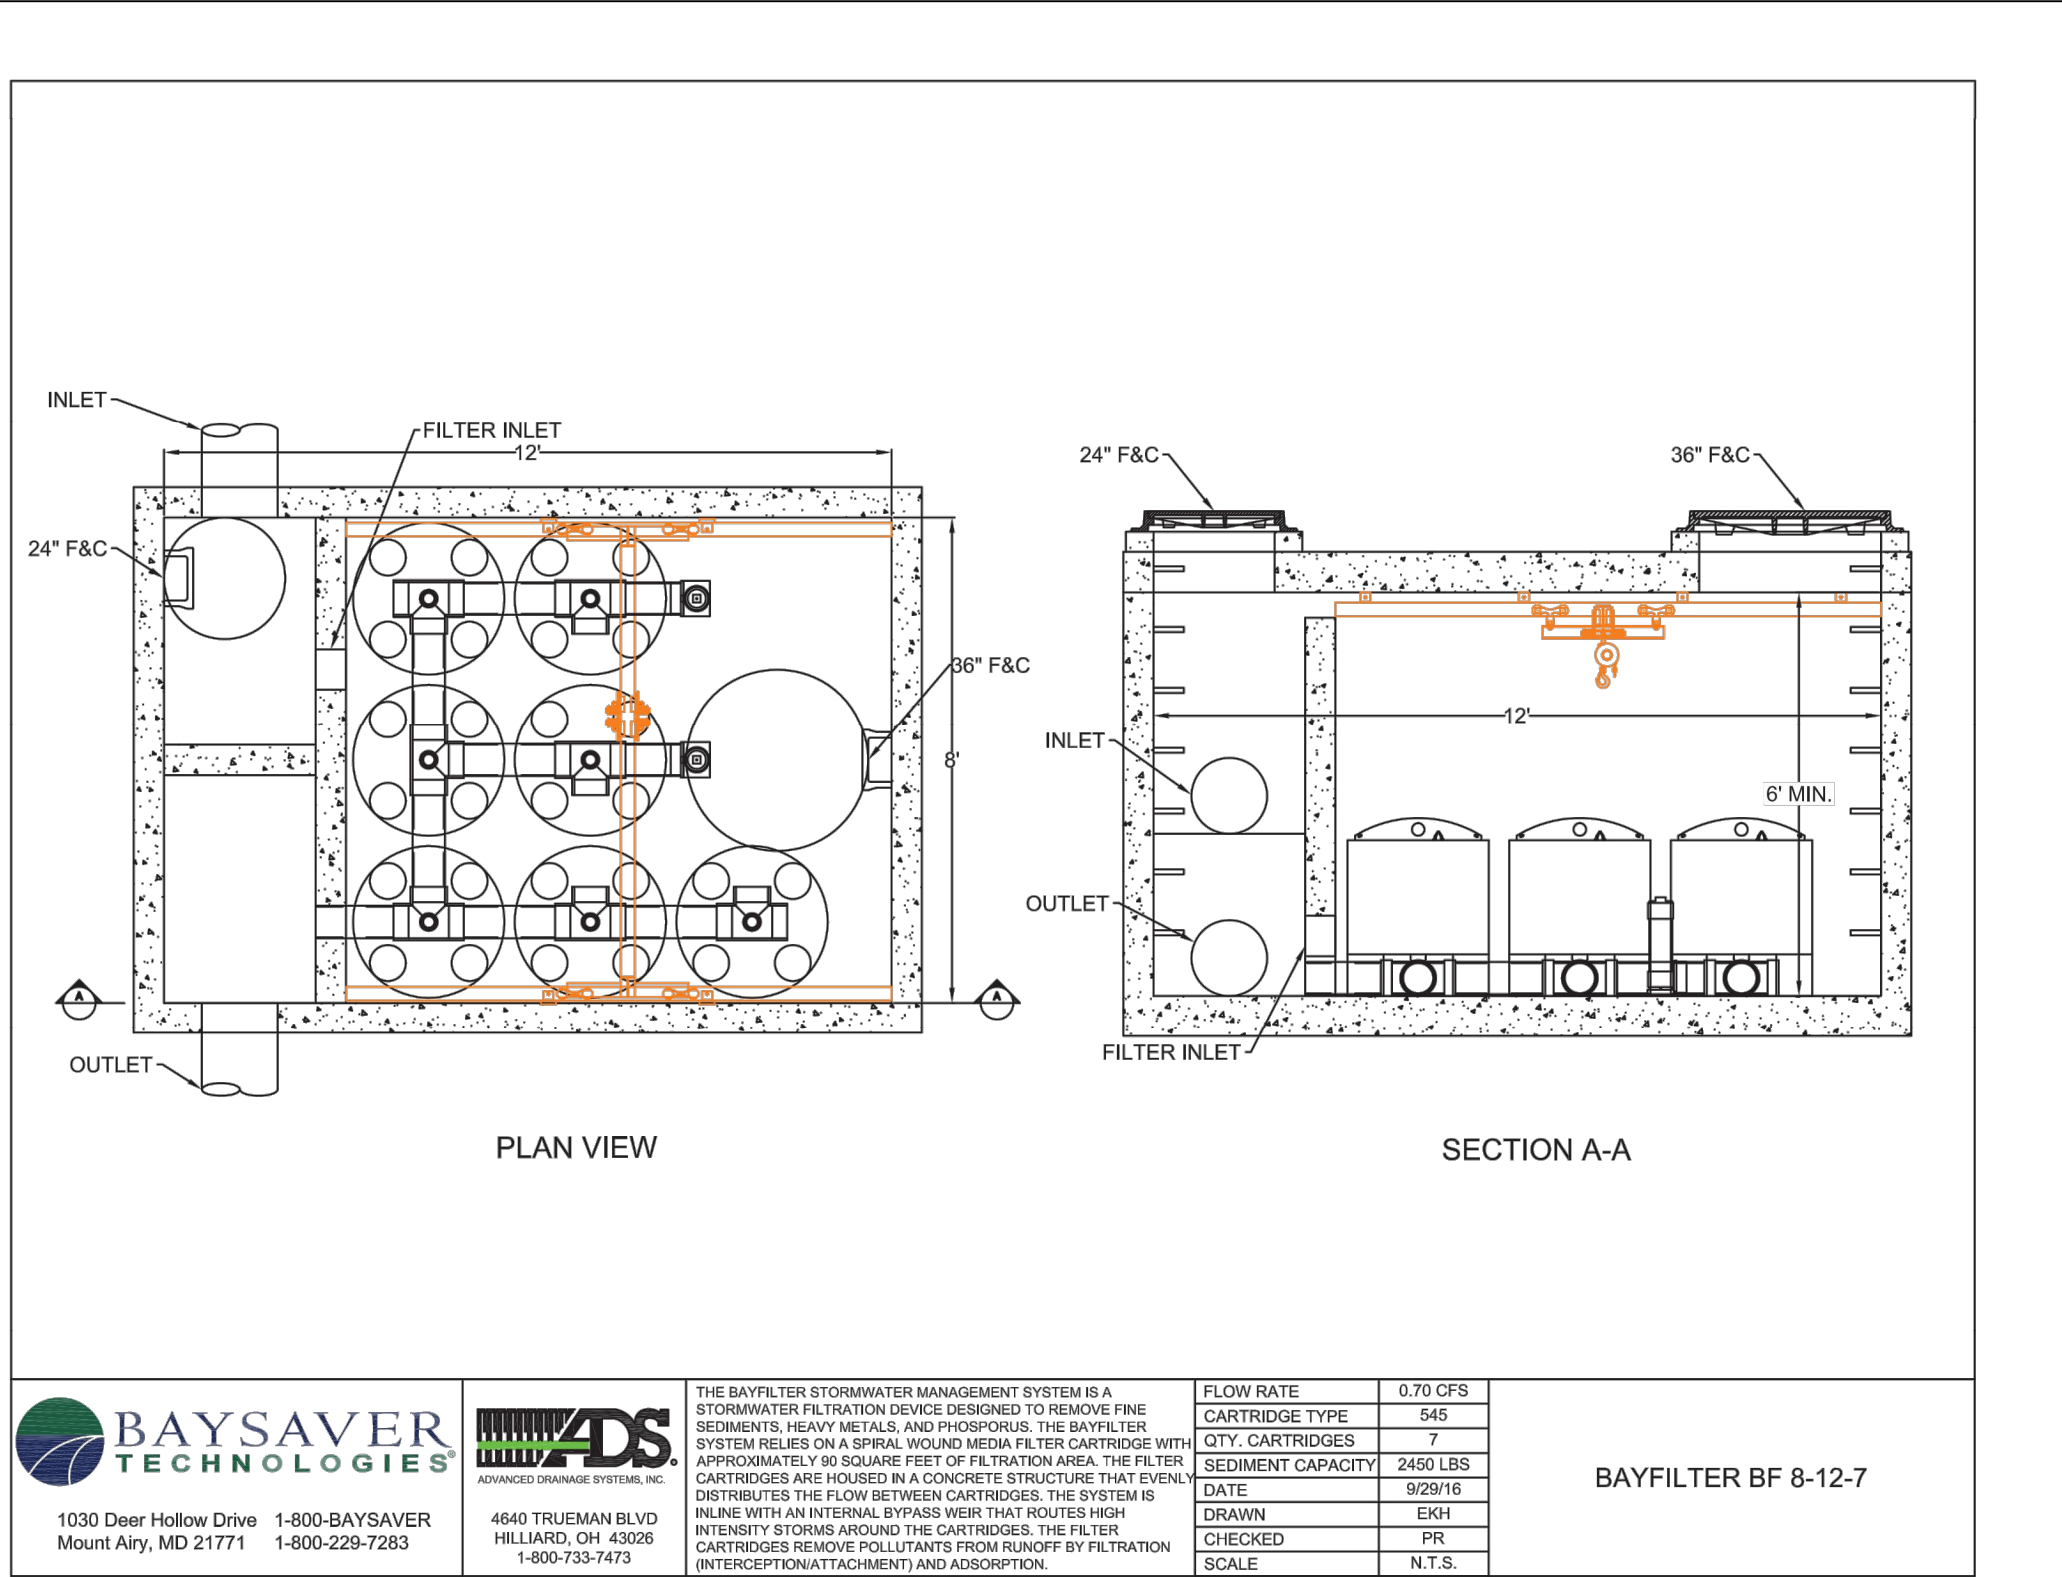 INLET
FILTER INLET
12'
24" F&C
36" F&C
8'
A
A
OUTLET
PLAN VIEW
24" F&C
36" F&C
12'
INLET
6' MIN.
OUTLET
FILTER INLET
SECTION A-A
BAYSAVER
TECHNOLOGIES®
1030 Deer Hollow Drive 1-800-BAYSAVER
Mount Airy, MD 21771 1-800-229-7283
ADS.
ADVANCED DRAINAGE SYSTEMS, INC.
4640 TRUEMAN BLVD
HILLIARD, OH 43026
1-800-733-7473
THE BAYFILTER STORMWATER MANAGEMENT SYSTEM IS A
STORMWATER FILTRATION DEVICE DESIGNED TO REMOVE FINE
SEDIMENTS, HEAVY METALS, AND PHOSPORUS. THE BAYFILTER
SYSTEM RELIES ON A SPIRAL WOUND MEDIA FILTER CARTRIDGE WITH
APPROXIMATELY 90 SQUARE FEET OF FILTRATION AREA. THE FILTER
CARTRIDGES ARE HOUSED IN A CONCRETE STRUCTURE THAT EVENLY
DISTRIBUTES THE FLOW BETWEEN CARTRIDGES. THE SYSTEM IS
INLINE WITH AN INTERNAL BYPASS WEIR THAT ROUTES HIGH
INTENSITY STORMS AROUND THE CARTRIDGES. THE FILTER
CARTRIDGES REMOVE POLLUTANTS FROM RUNOFF BY FILTRATION
(INTERCEPTION/ATTACHMENT) AND ADSORPTION.
FLOW RATE 0.70 CFS
CARTRIDGE TYPE 545
QTY. CARTRIDGES 7
SEDIMENT CAPACITY 2450 LBS
DATE 9/29/16
DRAWN EKH
CHECKED PR
SCALE N.T.S.
BAYFILTER BF 8-12-7